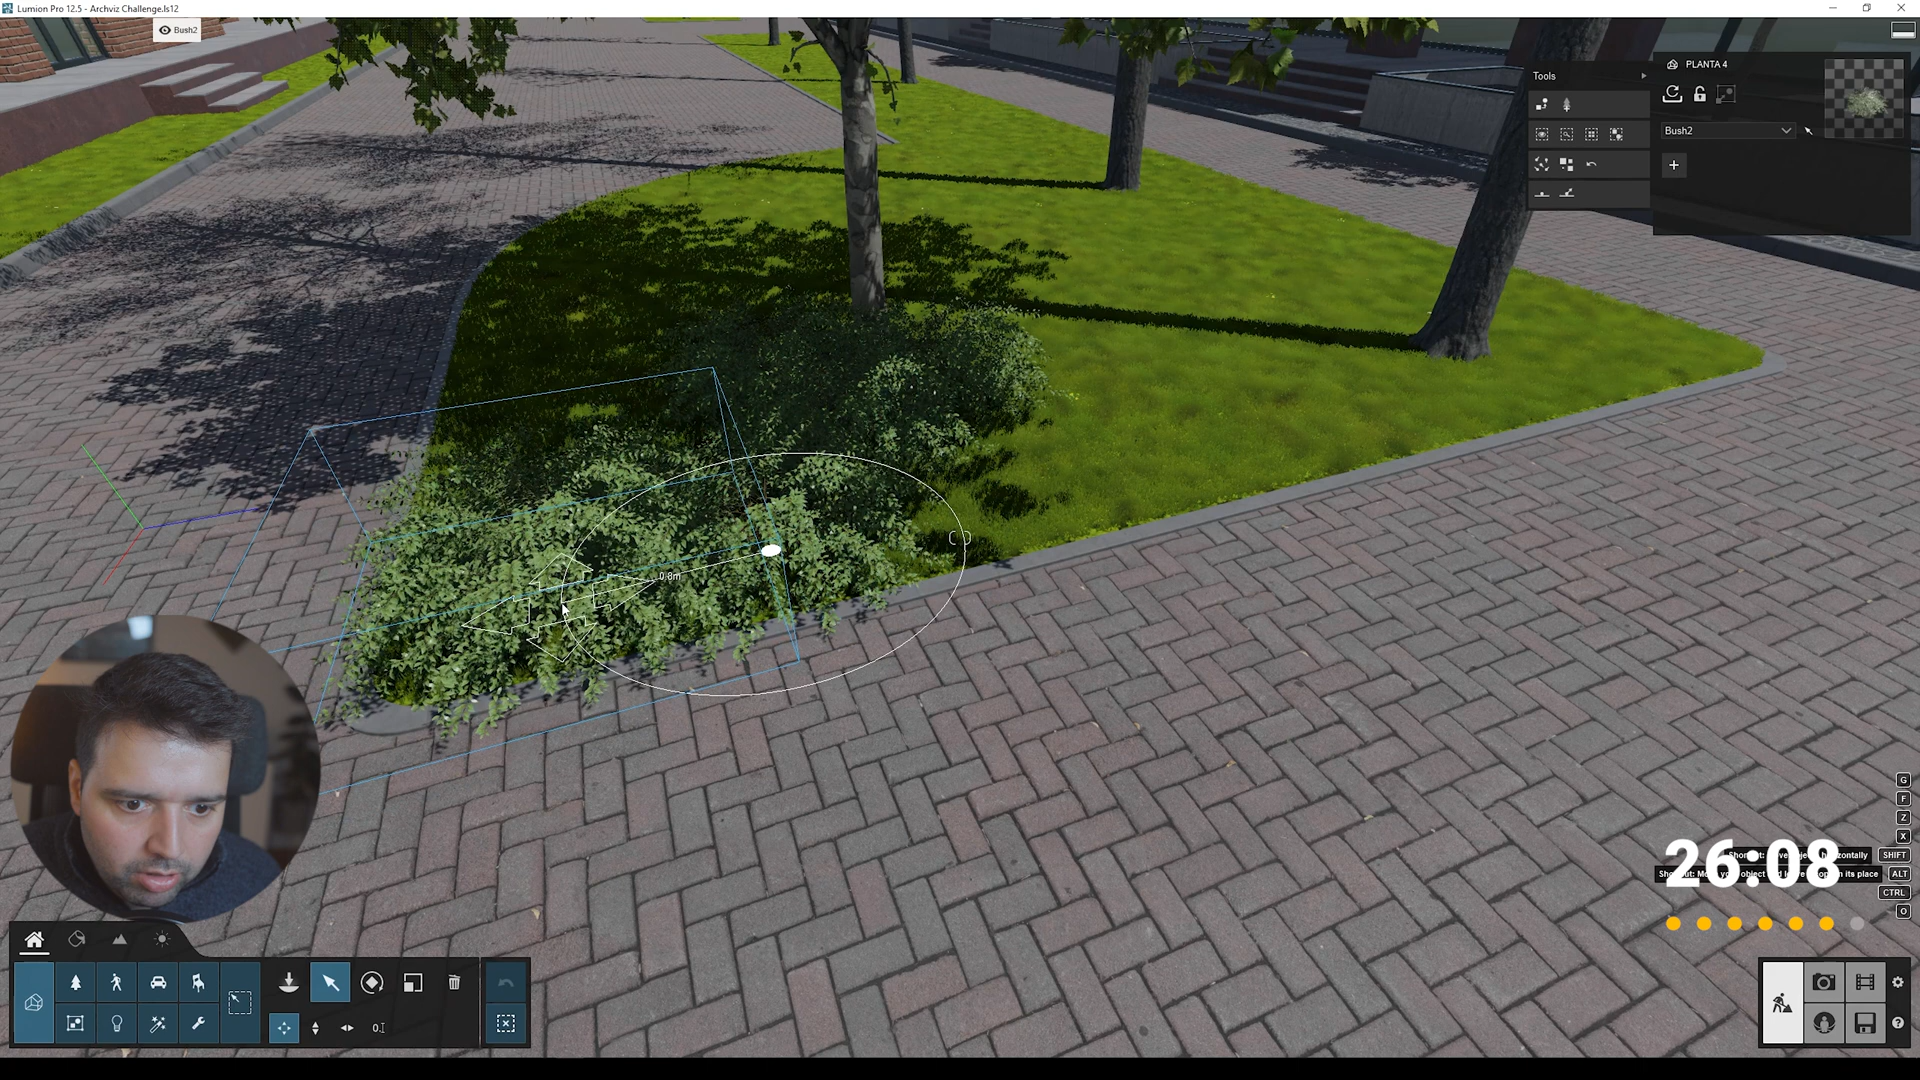 Lumion Pro 12.5 - Archviz Challenge.ls12
Bush2
Tools
PLANTA 4
Bush2
0.8m
G
F
Z
X
SHIFT
ALT
CTRL
O
26:08